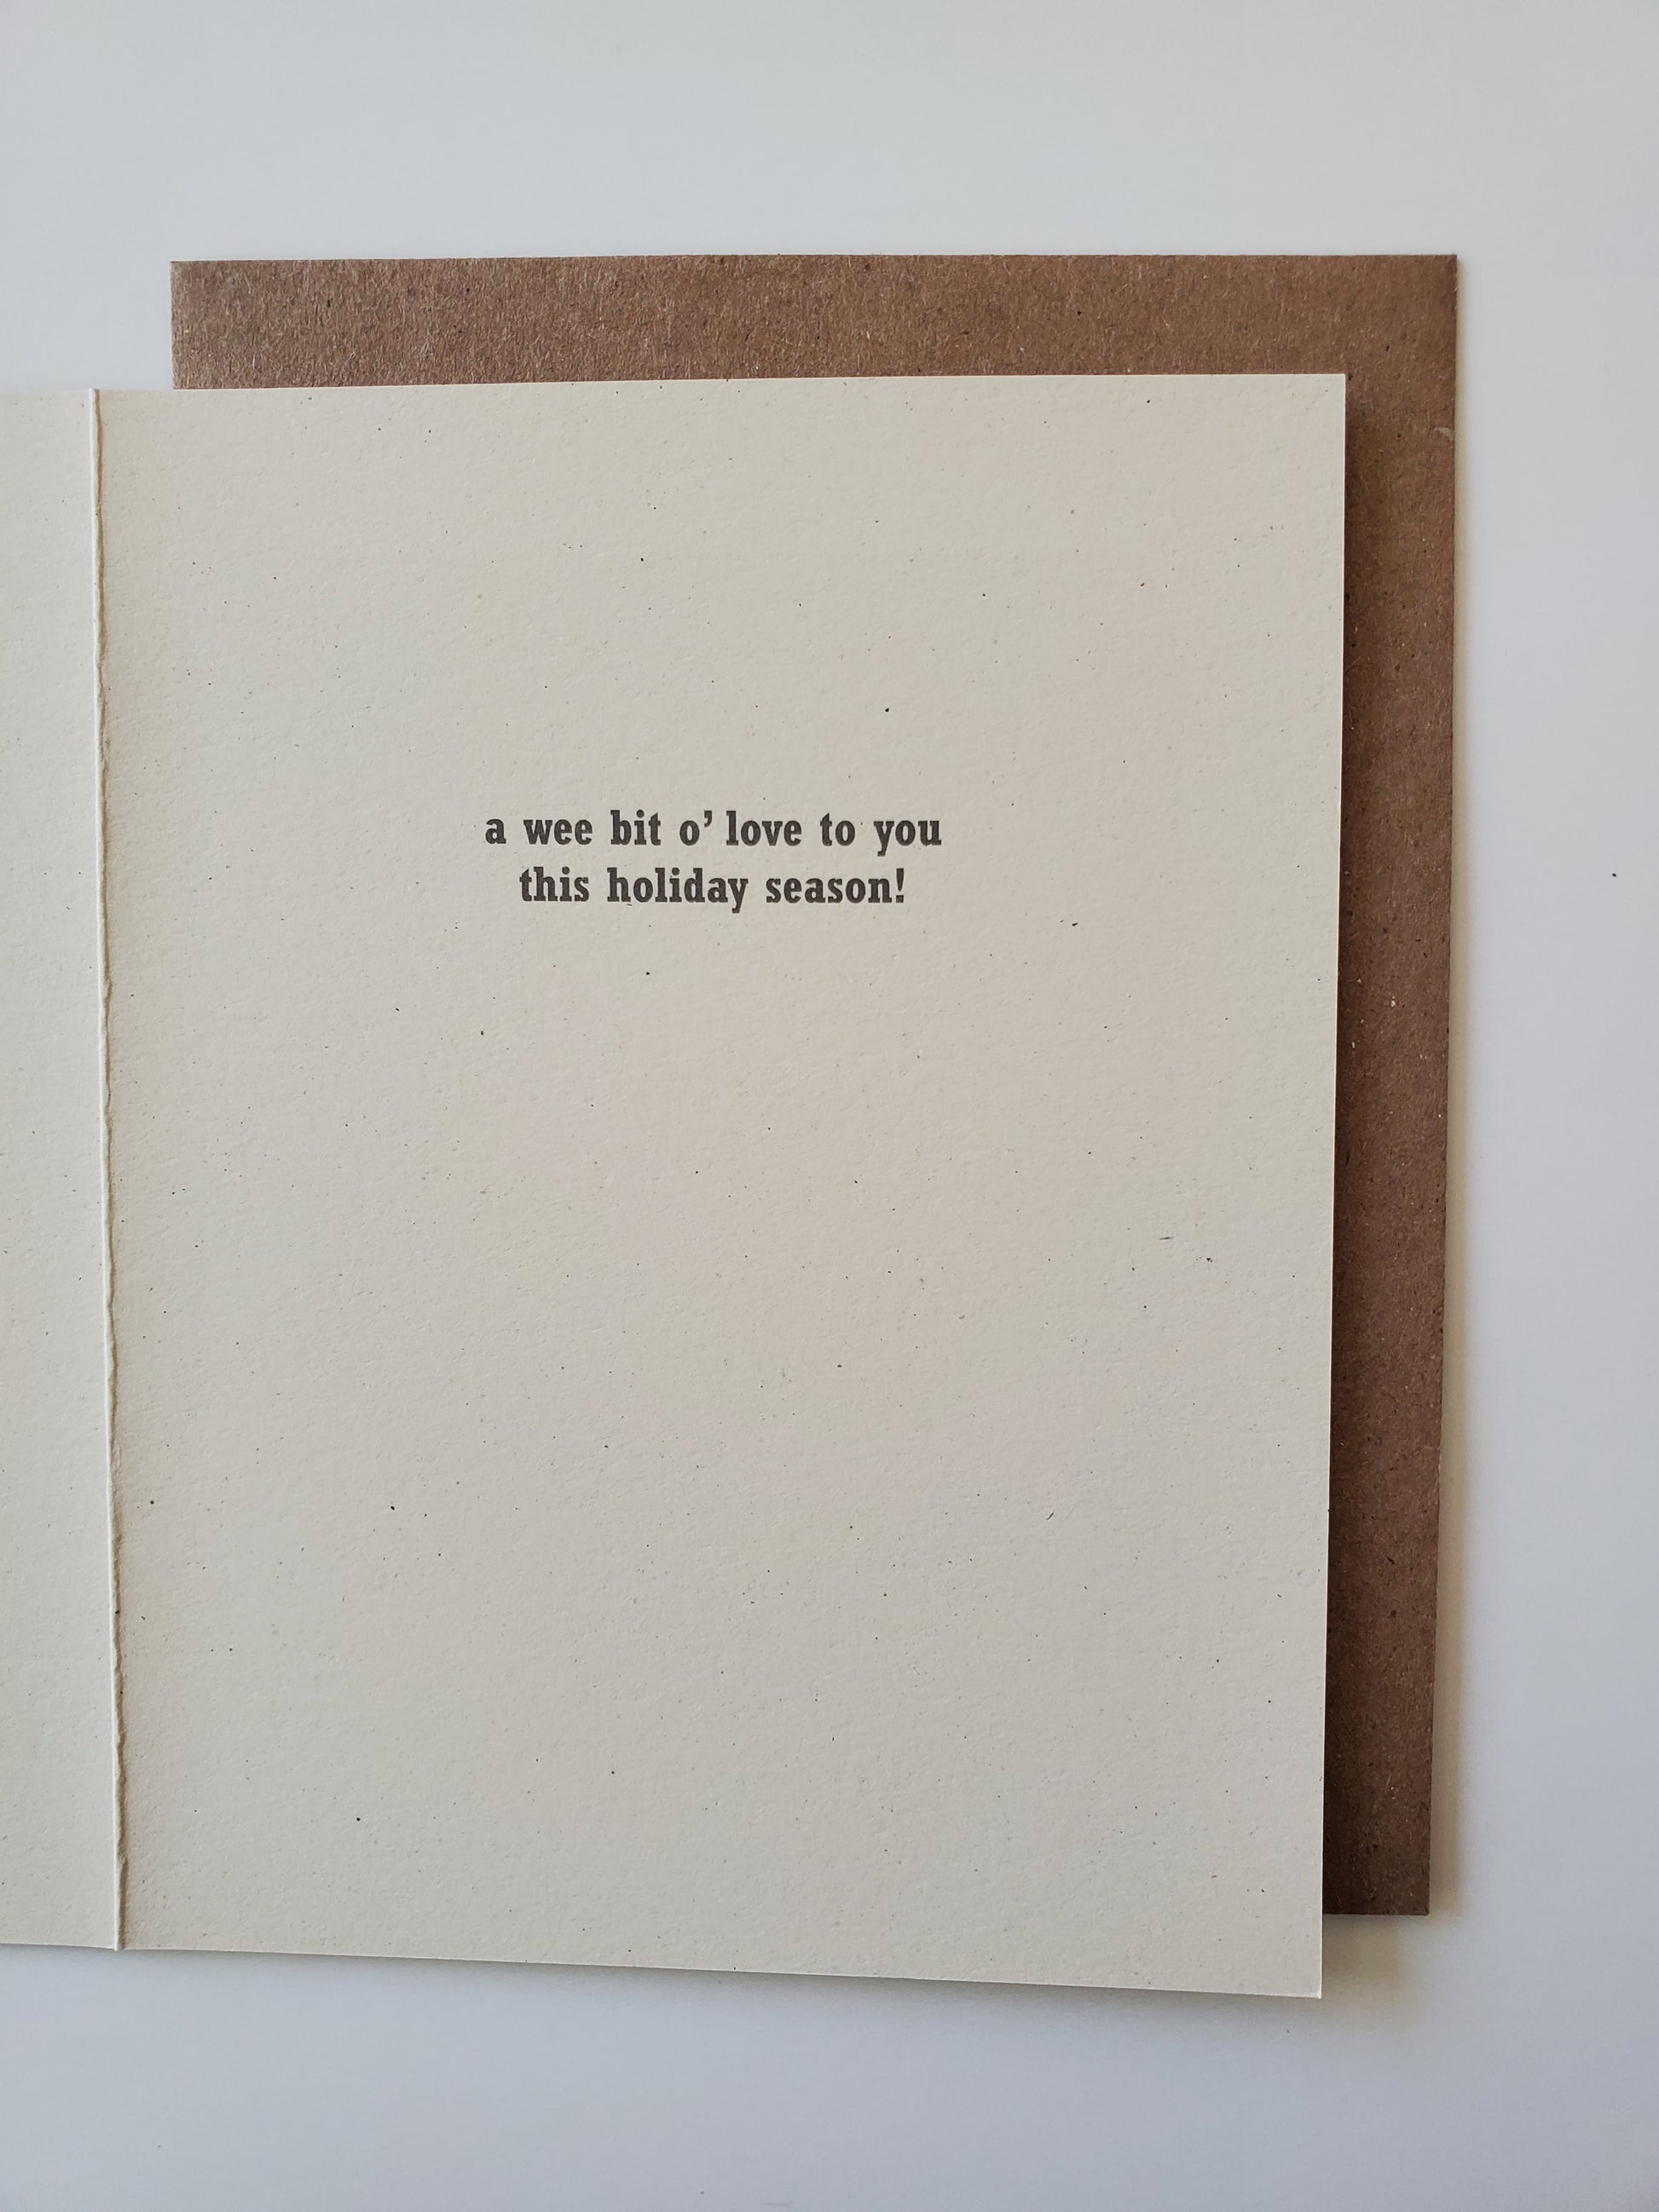 a wee bit o’ love to you
this holiday season!